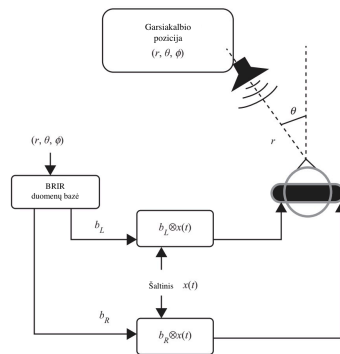 Garsiakalbio
pozicija
(r, θ, ϕ)
θ
r
(r, θ, ϕ)
BRIR
duomenų bazė
b_L
b_L⊗x(t)
Šaltinis x(t)
b_R
b_R⊗x(t)